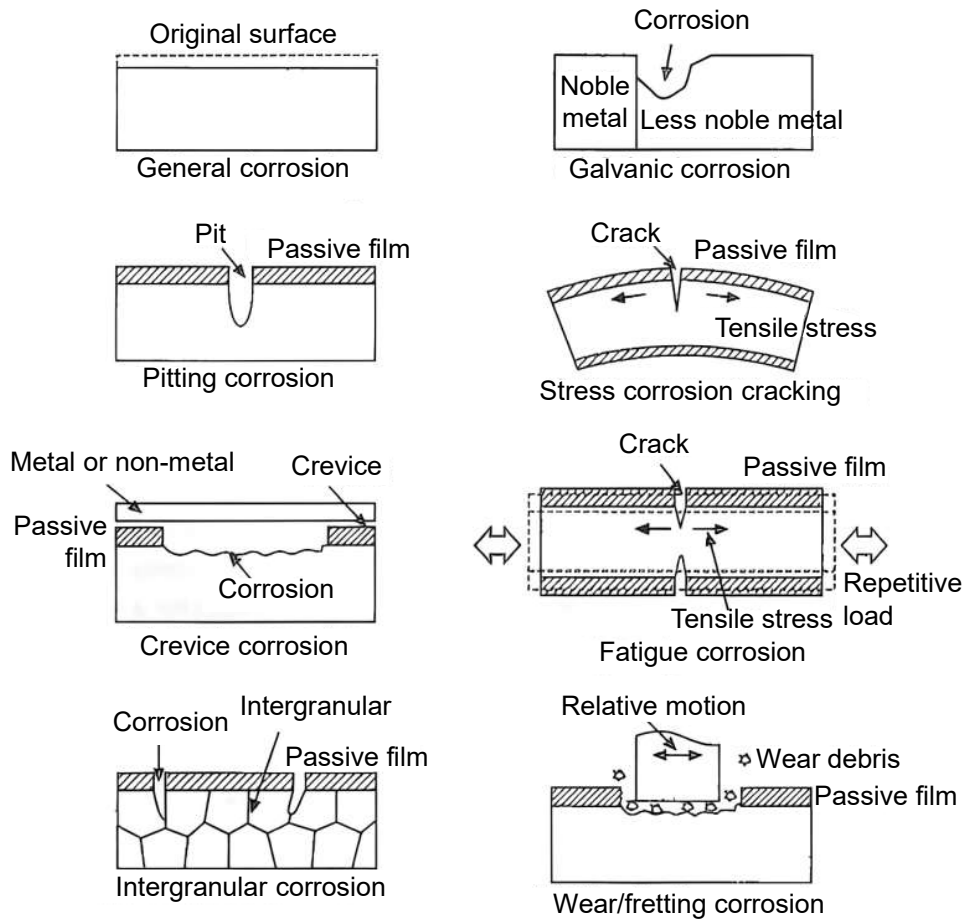 Original surface
General corrosion
Corrosion
Noble
metal
Less noble metal
Galvanic corrosion
Pit
Passive film
Pitting corrosion
Crack
Passive film
Tensile stress
Stress corrosion cracking
Metal or non-metal
Crevice
Passive
film
Corrosion
Crevice corrosion
Crack
Passive film
Tensile stress
Repetitive
load
Fatigue corrosion
Intergranular
Corrosion
Passive film
Intergranular corrosion
Relative motion
Wear debris
Passive film
Wear/fretting corrosion